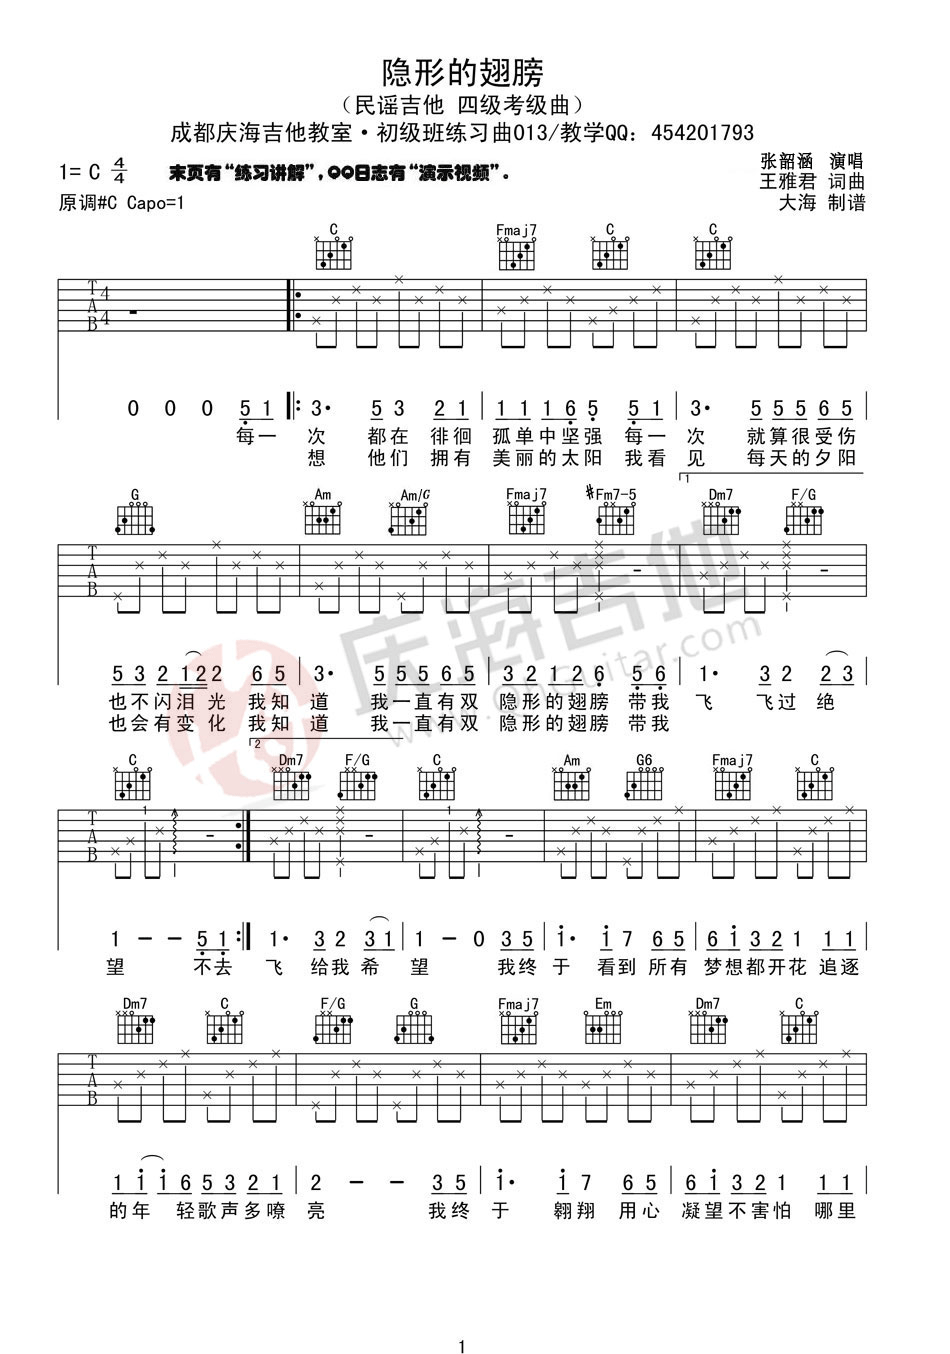 隐形的翅膀
（民谣吉他 四级考级曲）
成都庆海吉他教室·初级班练习曲013/教学QQ：454201793
1= C 4/4 末页有“练习讲解”,QQ日志有“演示视频”.
张韶涵 演唱
王雅君 词曲
原调#C Capo=1
大海 制谱
C Fmaj7 C C
T A B 4 4
0 0 0 5 1 3· 5 3 2 1 1 1 1 6 5 5 1 3· 5 5 5 6 5
每一 次 都在 徘徊 孤单中坚强 每一 次 就算很受伤
想 他们 拥有 美丽的太阳 我看 见 每天的夕阳
1
G Am Am/G Fmaj7 #Fm7-5 Dm7 F/G
T A B
5 3 2 1 2 2 6 5 3· 5 5 5 6 5 3 2 1 2 6 5 6 1· 3 2 2 3
也不闪泪光 我知 道 我一直有双 隐形的翅膀 带我 飞 飞过 绝
也会有变化 我知 道 我一直有双 隐形的翅膀 带我
2
C Dm7 F/G C Am G6 Fmaj7 C
T A B
1 1
1 - - 5 1 1· 3 2 3 1 1 - 0 3 5 1· 1 7 6 5 6 1 3 2 1 1 1
望 不去 飞 给我 希 望 我终 于 看到 所有 梦想都开花 追逐
Dm7 C F/G G Fmaj7 Em Dm7 C
T A B
1 1 1 6 5 3 2 1 2 - - 3 5 1· 1 7 6 5 6 1 3 2 1 1 1
的年 轻歌声多嘹 亮 我终 于 翱翔 用心 凝望不害怕 哪里
庆海吉他
www.QHGuitar.com
1